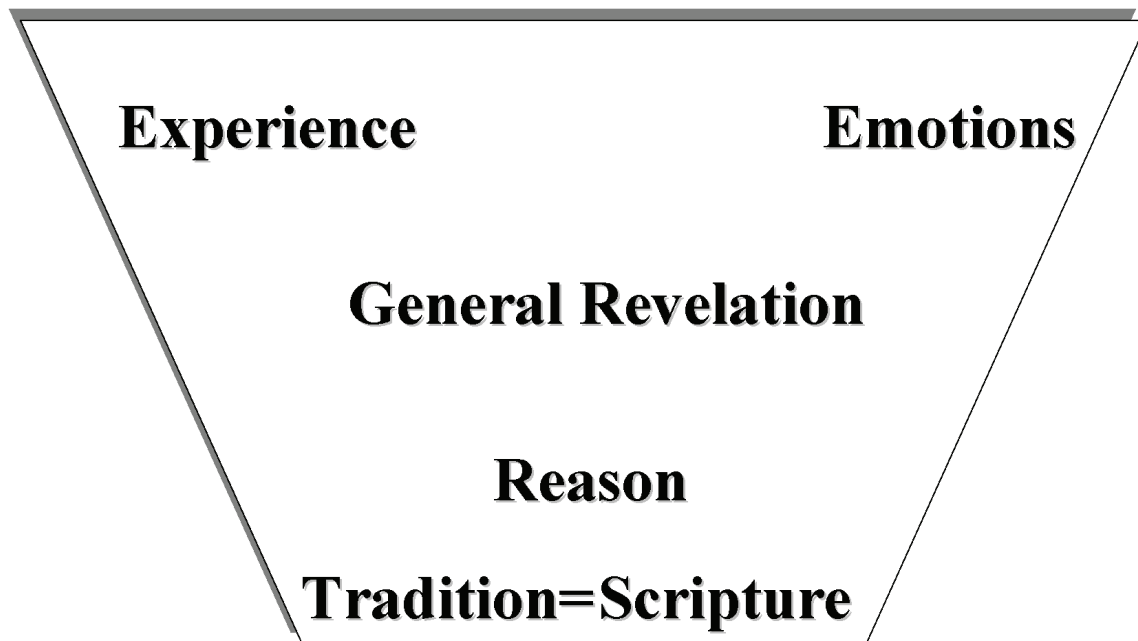 Experience Emotions
General Revelation
Reason
Tradition=Scripture